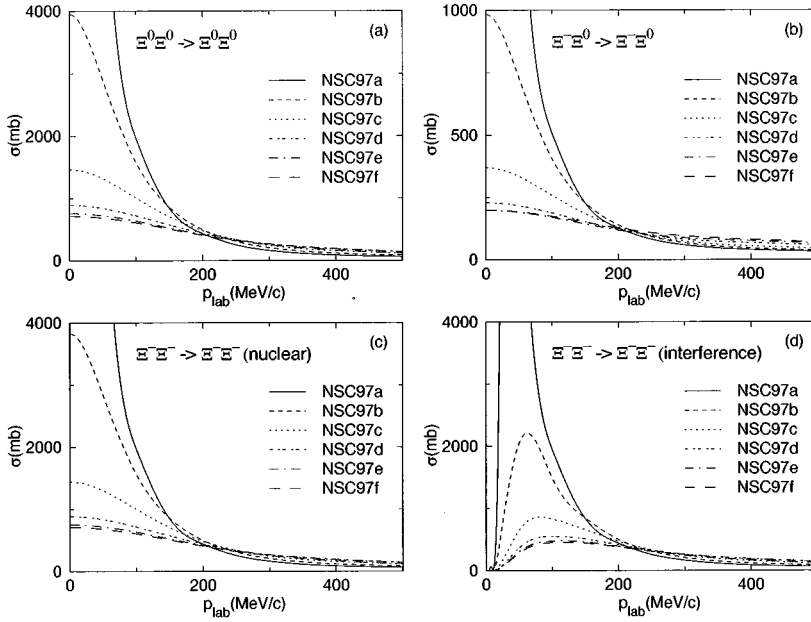 (a)
Ξ⁰Ξ⁰ -> Ξ⁰Ξ⁰
NSC97a
NSC97b
NSC97c
NSC97d
NSC97e
NSC97f
σ(mb)
4000
2000
0
0 200 400
p_lab(MeV/c)
(b)
Ξ⁻Ξ⁰ -> Ξ⁻Ξ⁰
NSC97a
NSC97b
NSC97c
NSC97d
NSC97e
NSC97f
σ(mb)
1000
500
0
0 200 400
p_lab(MeV/c)
(c)
Ξ⁻Ξ⁻ -> Ξ⁻Ξ⁻ (nuclear)
NSC97a
NSC97b
NSC97c
NSC97d
NSC97e
NSC97f
σ(mb)
4000
2000
0
0 200 400
p_lab(MeV/c)
(d)
Ξ⁻Ξ⁻ -> Ξ⁻Ξ⁻ (interference)
NSC97a
NSC97b
NSC97c
NSC97d
NSC97e
NSC97f
σ(mb)
4000
2000
0
0 200 400
p_lab(MeV/c)